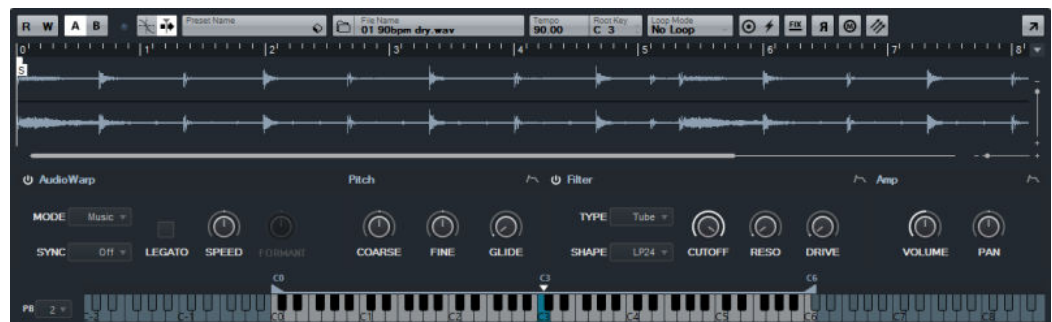 R W A B Preset Name File Name 01 90bpm dry.wav Tempo 90.00 Root Key C 3 Loop Mode No Loop FIX Я M
0 1 2 3 4 5 6 7 8
S
AudioWarp Pitch Filter Amp
MODE Music TYPE Tube
SYNC Off LEGATO SPEED FORMANT COARSE FINE GLIDE SHAPE LP24 CUTOFF RESO DRIVE VOLUME PAN
C0 C3 C6
PB 2 C-2 C-1 C0 C1 C2 C3 C4 C5 C6 C7 C8